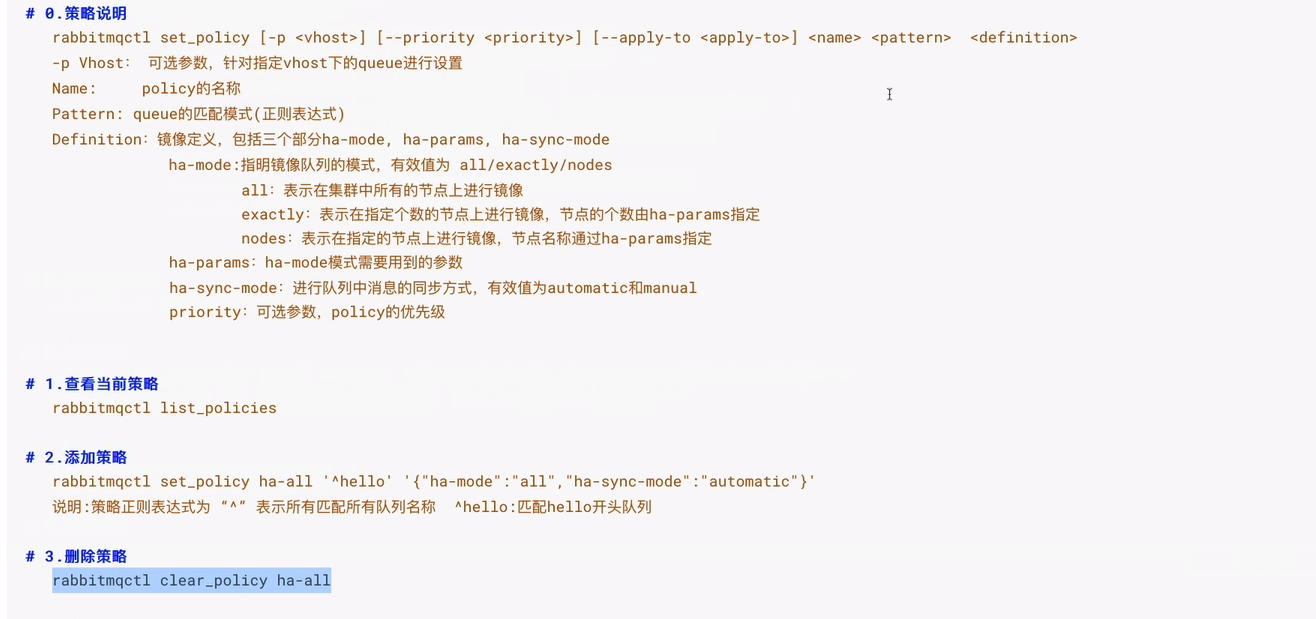 # 0.策略说明
rabbitmqctl set_policy [-p <vhost>] [--priority <priority>] [--apply-to <apply-to>] <name> <pattern>  <definition>
-p Vhost： 可选参数，针对指定vhost下的queue进行设置
Name:     policy的名称
Pattern: queue的匹配模式(正则表达式)
Definition：镜像定义，包括三个部分ha-mode, ha-params, ha-sync-mode
ha-mode:指明镜像队列的模式，有效值为 all/exactly/nodes
all：表示在集群中所有的节点上进行镜像
exactly：表示在指定个数的节点上进行镜像，节点的个数由ha-params指定
nodes：表示在指定的节点上进行镜像，节点名称通过ha-params指定
ha-params：ha-mode模式需要用到的参数
ha-sync-mode：进行队列中消息的同步方式，有效值为automatic和manual
priority：可选参数，policy的优先级
# 1.查看当前策略
rabbitmqctl list_policies
# 2.添加策略
rabbitmqctl set_policy ha-all '^hello' '{"ha-mode":"all","ha-sync-mode":"automatic"}'
说明:策略正则表达式为 “^” 表示所有匹配所有队列名称  ^hello:匹配hello开头队列
# 3.删除策略
rabbitmqctl clear_policy ha-all